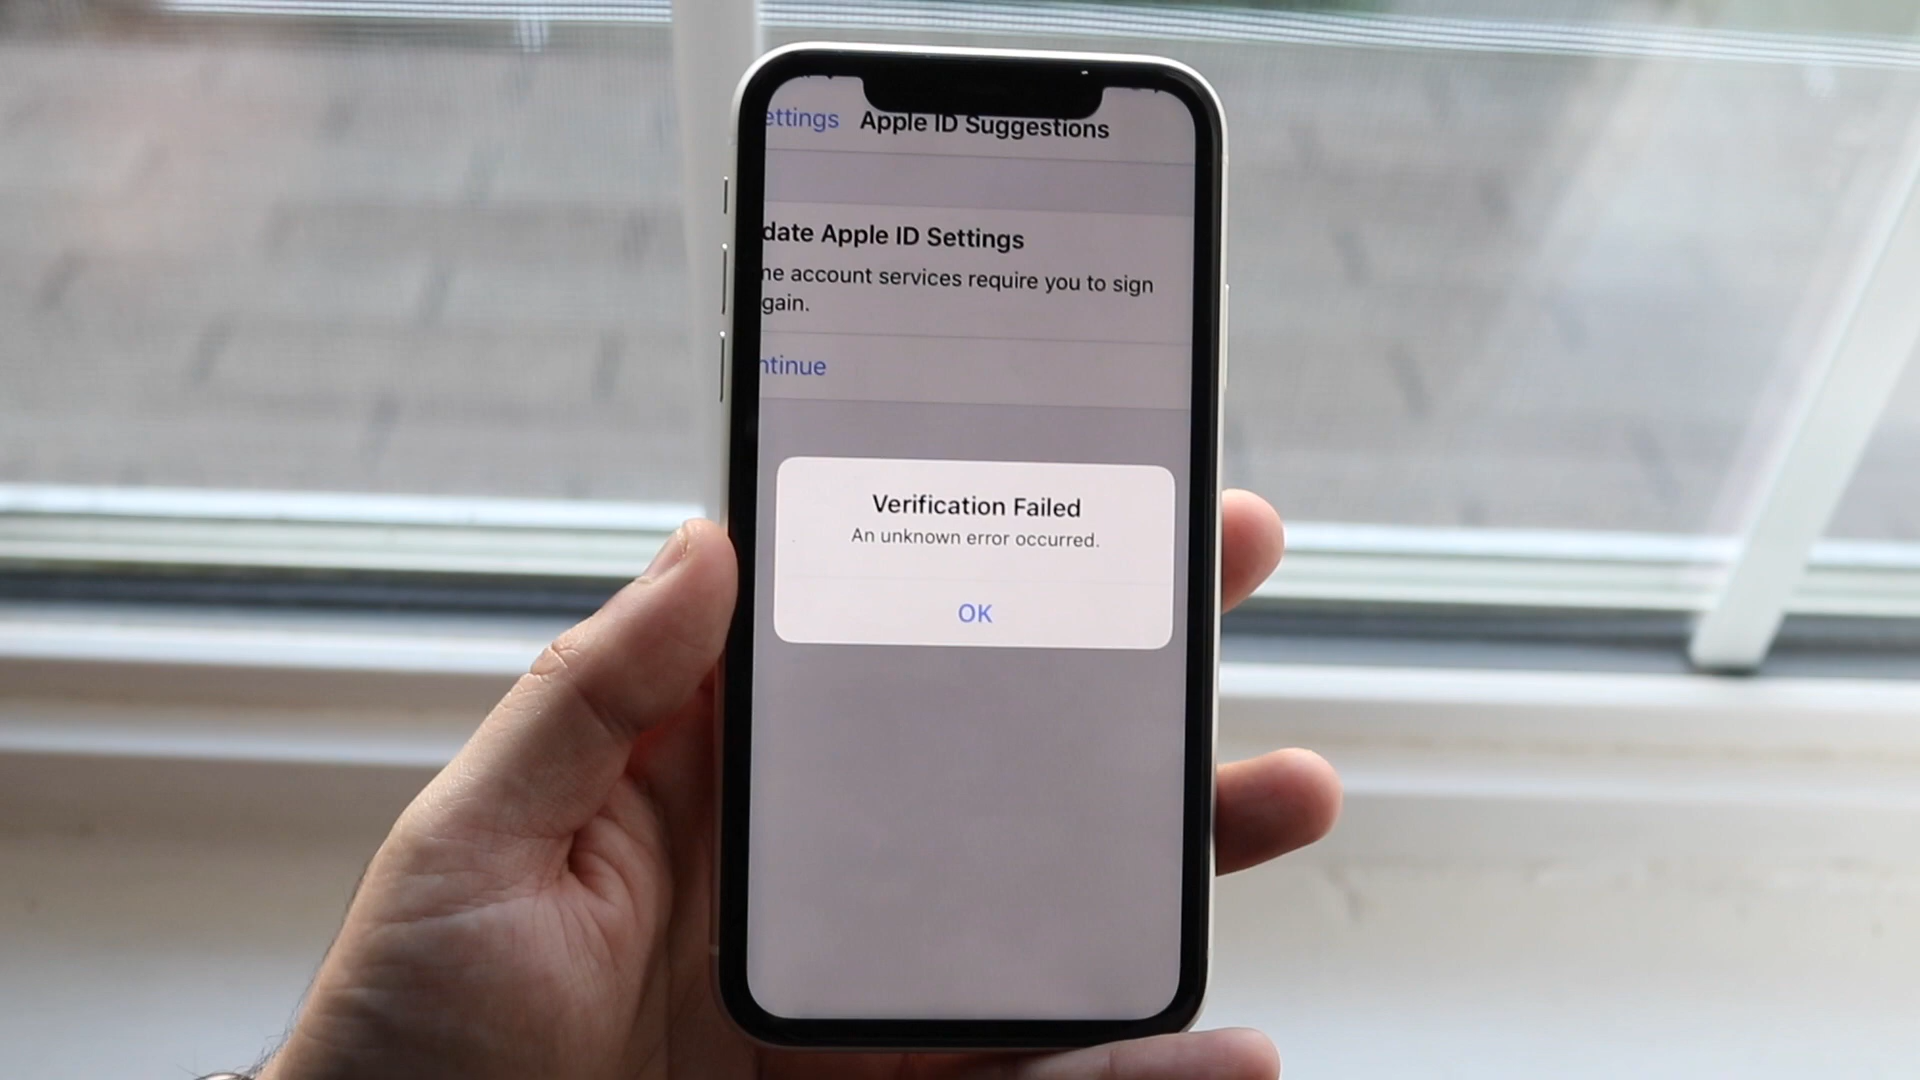 ettings Apple ID Suggestions
date Apple ID Settings
me account services require you to sign
gain.
ntinue
Verification Failed
An unknown error occurred.
OK